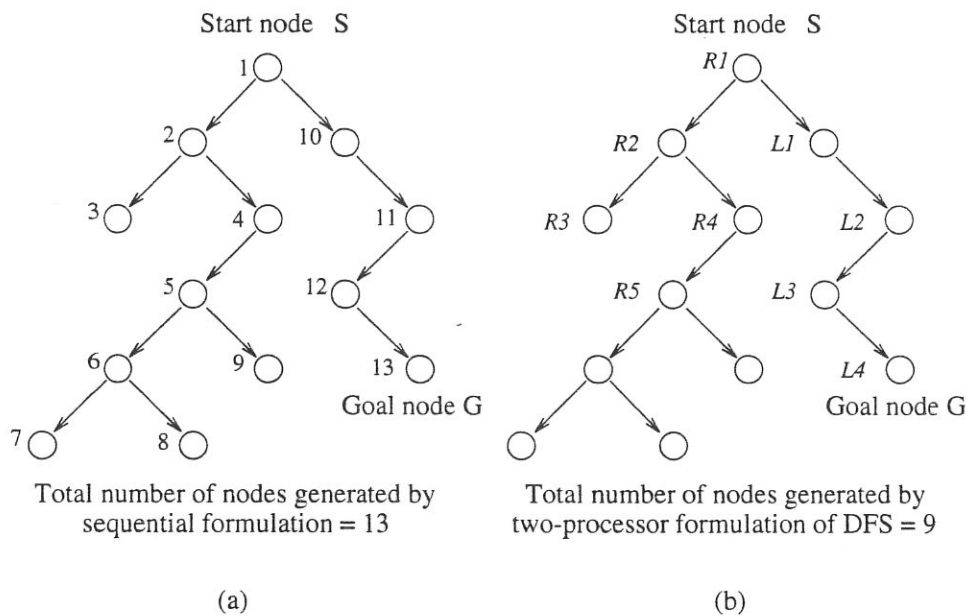 Start node S
1
2
10
3
4
11
5
12
6
9
13
Goal node G
7
8
Total number of nodes generated by
sequential formulation = 13
(a)
Start node S
R1
R2
L1
R3
R4
L2
R5
L3
L4
Goal node G
Total number of nodes generated by
two-processor formulation of DFS = 9
(b)